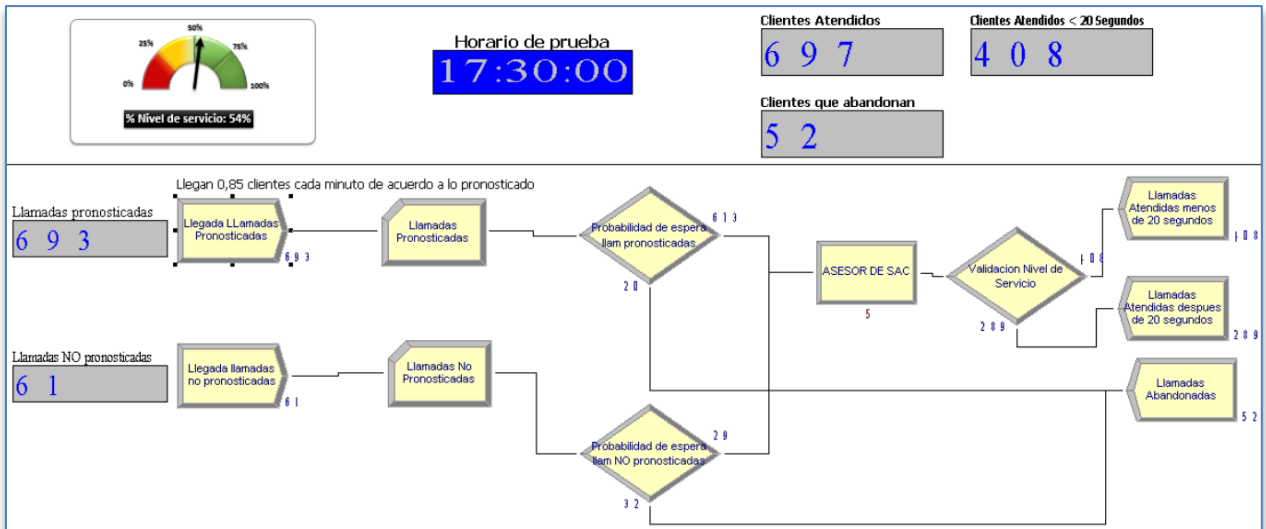 50%
25%
75%
0%
100%
% Nivel de servicio: 54%
Horario de prueba
17:30:00
Clientes Atendidos
6 9 7
Clientes Atendidos < 20 Segundos
4 0 8
Clientes que abandonan
5 2
Llegan 0,85 clientes cada minuto de acuerdo a lo pronosticado
Llamadas pronosticadas
6 9 3
Llegada LLamadas
Pronosticadas
6 9 3
Llamadas
Pronosticadas
Probabilidad de espera
llam pronosticadas
6 1 3
2 0
ASESOR DE SAC
5
Validacion Nivel de
Servicio
4 0 8
2 8 9
Llamadas
Atendidas menos
de 20 segundos
4 0 8
Llamadas
Atendidas despues
de 20 segundos
2 8 9
Llamadas NO pronosticadas
6 1
Llegada llamadas
no pronosticadas
6 1
Llamadas No
Pronosticadas
Probabilidad de espera
llam NO pronosticadas
2 9
3 2
Llamadas
Abandonadas
5 2